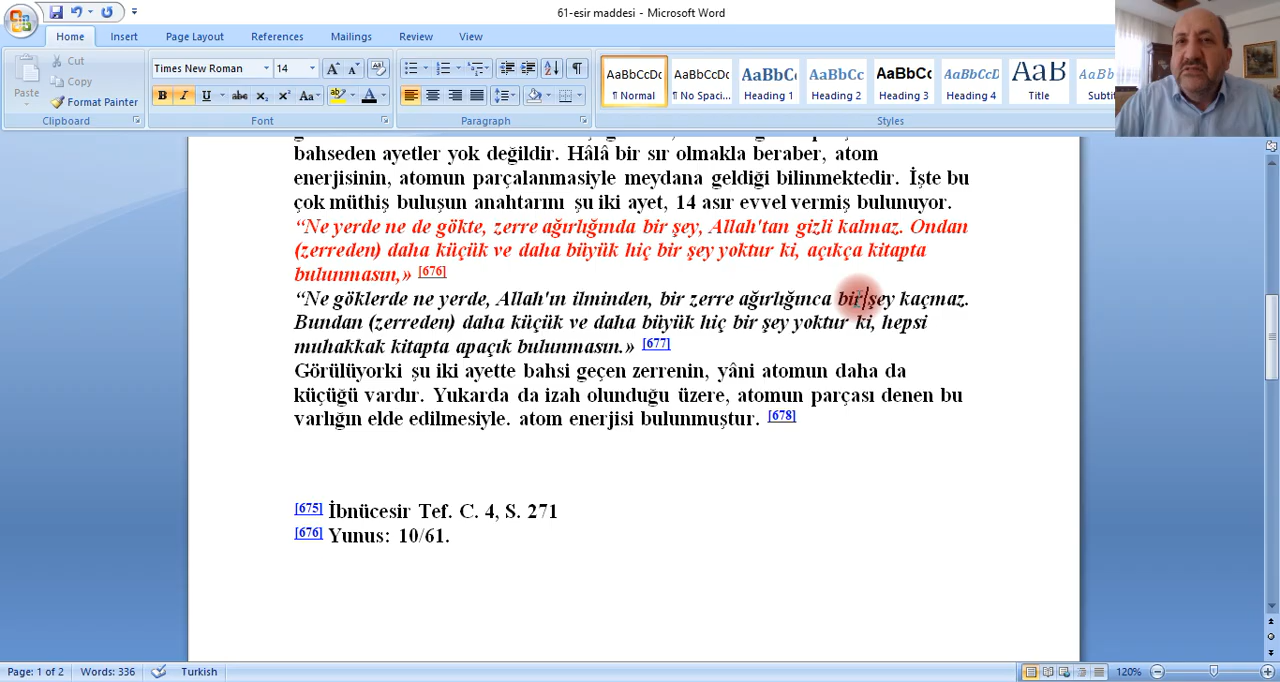 61-esir maddesi - Microsoft Word
Home Insert Page Layout References Mailings Review View
Cut
Copy
Format Painter
Paste
Clipboard
Times New Roman 14
Font
Paragraph
AaBbCcDc AaBbCcDc AaBbC AaBbCc AaBbCc AaBbCcD AaB AaBb
¶ Normal ¶ No Spaci... Heading 1 Heading 2 Heading 3 Heading 4 Title Subtit
Styles
bahseden ayetler yok değildir. Hâlâ bir sır olmakla beraber, atom
enerjisinin, atomun parçalanmasiyle meydana geldiği bilinmektedir. İşte bu
çok müthiş buluşun anahtarını şu iki ayet, 14 asır evvel vermiş bulunuyor.
“Ne yerde ne de gökte, zerre ağırlığında bir şey, Allah'tan gizli kalmaz. Ondan
(zerreden) daha küçük ve daha büyük hiç bir şey yoktur ki, açıkça kitapta
bulunmasın,» [676]
“Ne göklerde ne yerde, Allah'ın ilminden, bir zerre ağırlığınca bir şey kaçmaz.
Bundan (zerreden) daha küçük ve daha büyük hiç bir şey yoktur ki, hepsi
muhakkak kitapta apaçık bulunmasın.» [677]
Görülüyorki şu iki ayette bahsi geçen zerrenin, yâni atomun daha da
küçüğü vardır. Yukarda da izah olunduğu üzere, atomun parçası denen bu
varlığın elde edilmesiyle. atom enerjisi bulunmuştur. [678]
[675] İbnücesir Tef. C. 4, S. 271
[676] Yunus: 10/61.
Page: 1 of 2 Words: 336 Turkish 120%